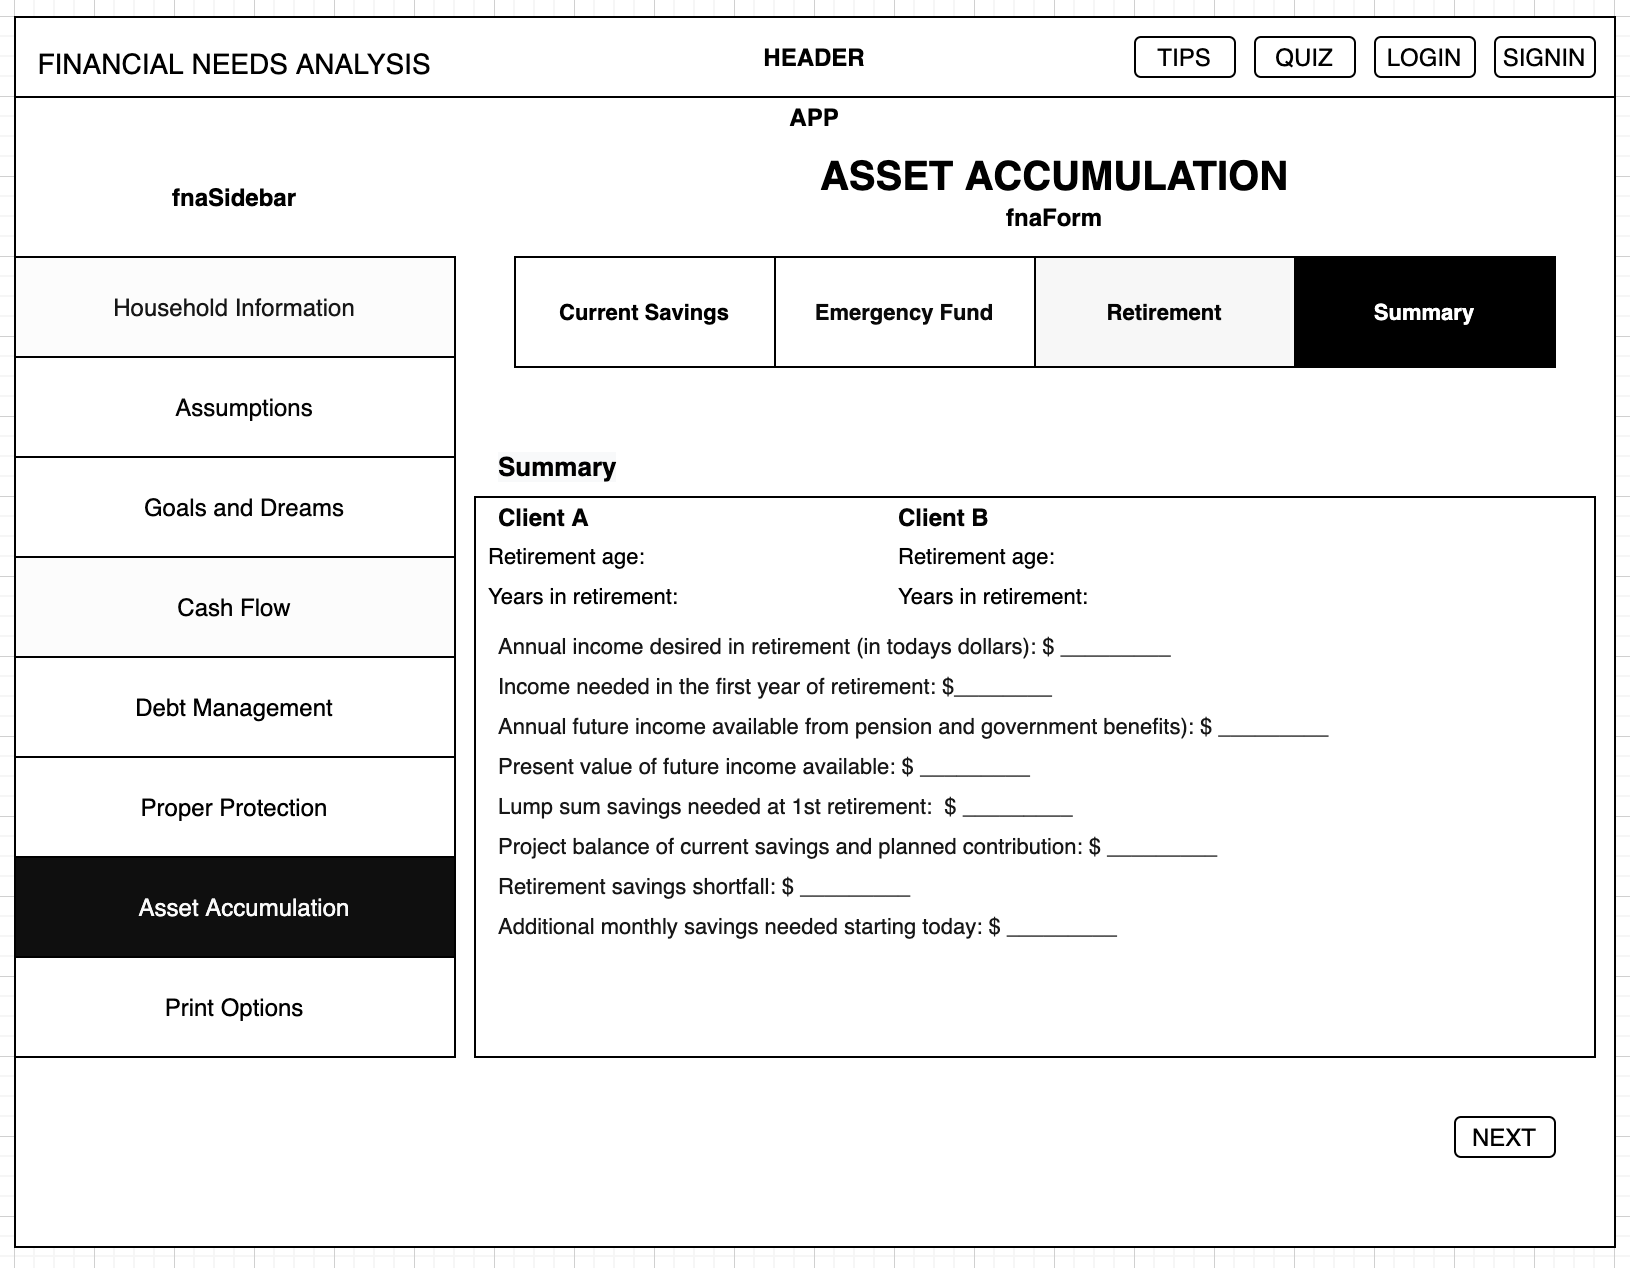 FINANCIAL NEEDS ANALYSIS
HEADER
TIPS
QUIZ
LOGIN
SIGNIN
APP
fnaSidebar
Household Information
Assumptions
Goals and Dreams
Cash Flow
Debt Management
Proper Protection
Asset Accumulation
Print Options
ASSET ACCUMULATION
fnaForm
Current Savings
Emergency Fund
Retirement
Summary
Summary
Client A
Retirement age:
Years in retirement:
Client B
Retirement age:
Years in retirement:
Annual income desired in retirement (in todays dollars): $ _________
Income needed in the first year of retirement: $________
Annual future income available from pension and government benefits): $ _________
Present value of future income available: $ _________
Lump sum savings needed at 1st retirement:  $ _________
Project balance of current savings and planned contribution: $ _________
Retirement savings shortfall: $ _________
Additional monthly savings needed starting today: $ _________
NEXT